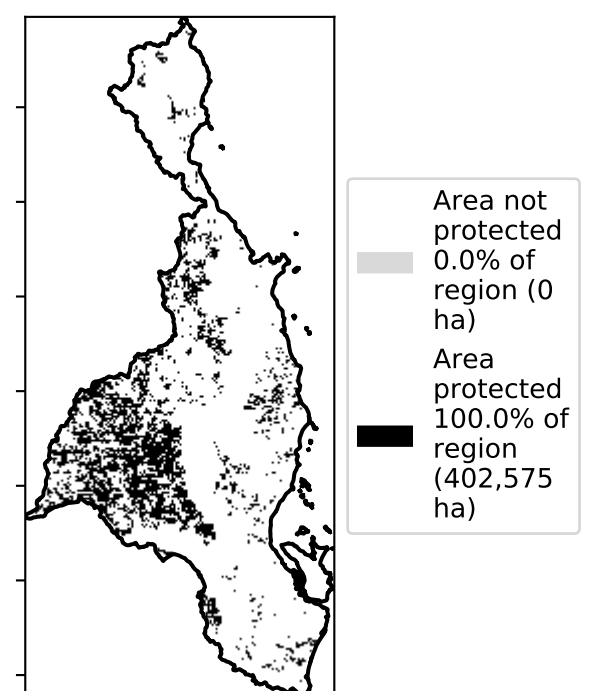 Area not
protected
0.0% of
region (0
ha)
Area
protected
100.0% of
region
(402,575
ha)